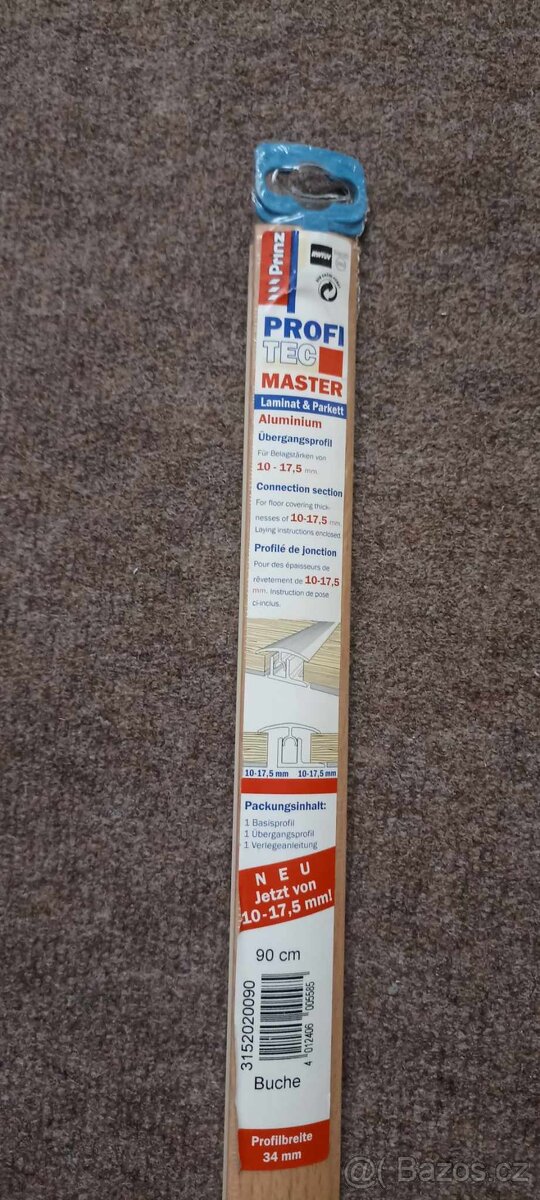 Prinz
PROFI
TEC
MASTER
Laminat & Parkett
Aluminium
Übergangsprofil
Für Belagstärken von
10 - 17,5 mm
Connection section
For floor covering thick-
nesses of 10-17,5 mm
Laying instructions enclosed.
Profilé de jonction
Pour des épaisseurs de
rêvetement de 10-17,5
mm. Instruction de pose
ci-inclus.
10-17,5 mm 10-17,5 mm
Packungsinhalt:
1 Basisprofil
1 Übergangsprofil
1 Verlegeanleitung
NEU
Jetzt von
10-17,5 mm!
90 cm
3152020090
4 012406 005585
Buche
Profilbreite
34 mm
Bazos.cz